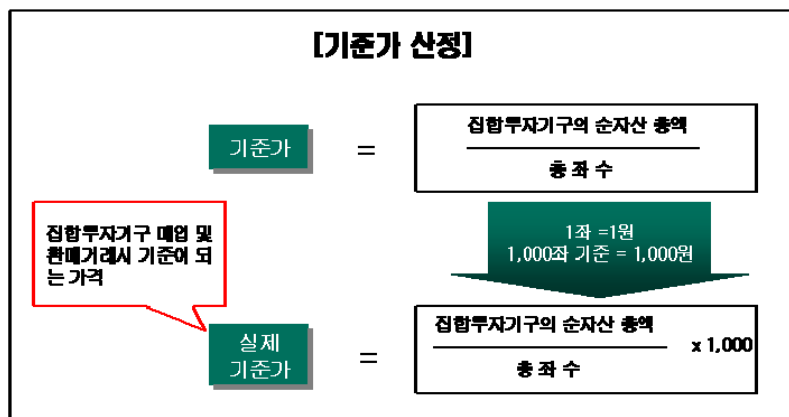 [기준가 산정]
기준가
=
집합투자기구의 순자산 총액
총 좌 수
1좌 =1원
1,000좌 기준 = 1,000원
집합투자기구 매입 및
환매거래시 기준이 되
는 가격
실제
기준가
=
집합투자기구의 순자산 총액
총 좌 수
x 1,000